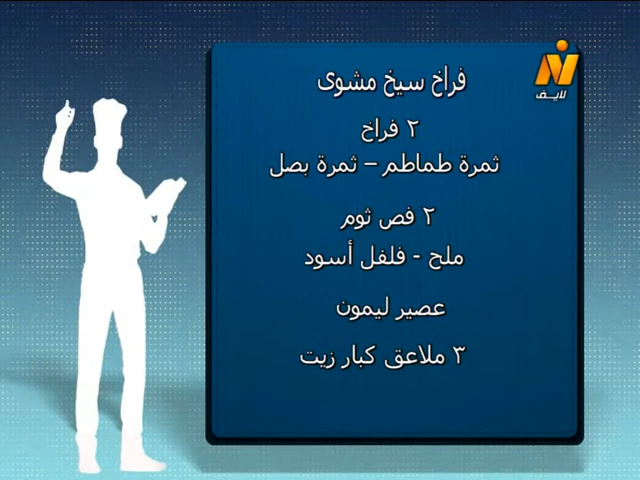 فراخ سيخ مشوى
٢ فراخ
ثمرة طماطم – ثمرة بصل
٢ فص ثوم
ملح - فلفل أسود
عصير ليمون
٣ ملاعق كبار زيت
لايف